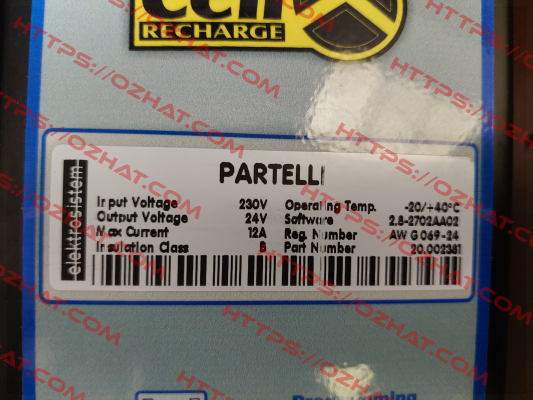 RECHARGE
elektrosistem
PARTELLI
Input Voltage 230V Operating Temp. -20/+40°C
Output Voltage 24V Software 2.8-2702AA02
Max Current 12A Reg. Number AW G 069-24
Insulation Class B Part Number 20.002381
HTTPS://OZHAT.COM